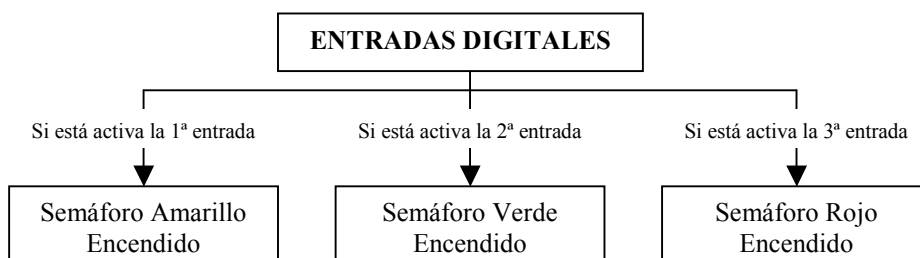 ENTRADAS DIGITALES
Si está activa la 1ª entrada
Si está activa la 2ª entrada
Si está activa la 3ª entrada
Semáforo Amarillo
Encendido
Semáforo Verde
Encendido
Semáforo Rojo
Encendido